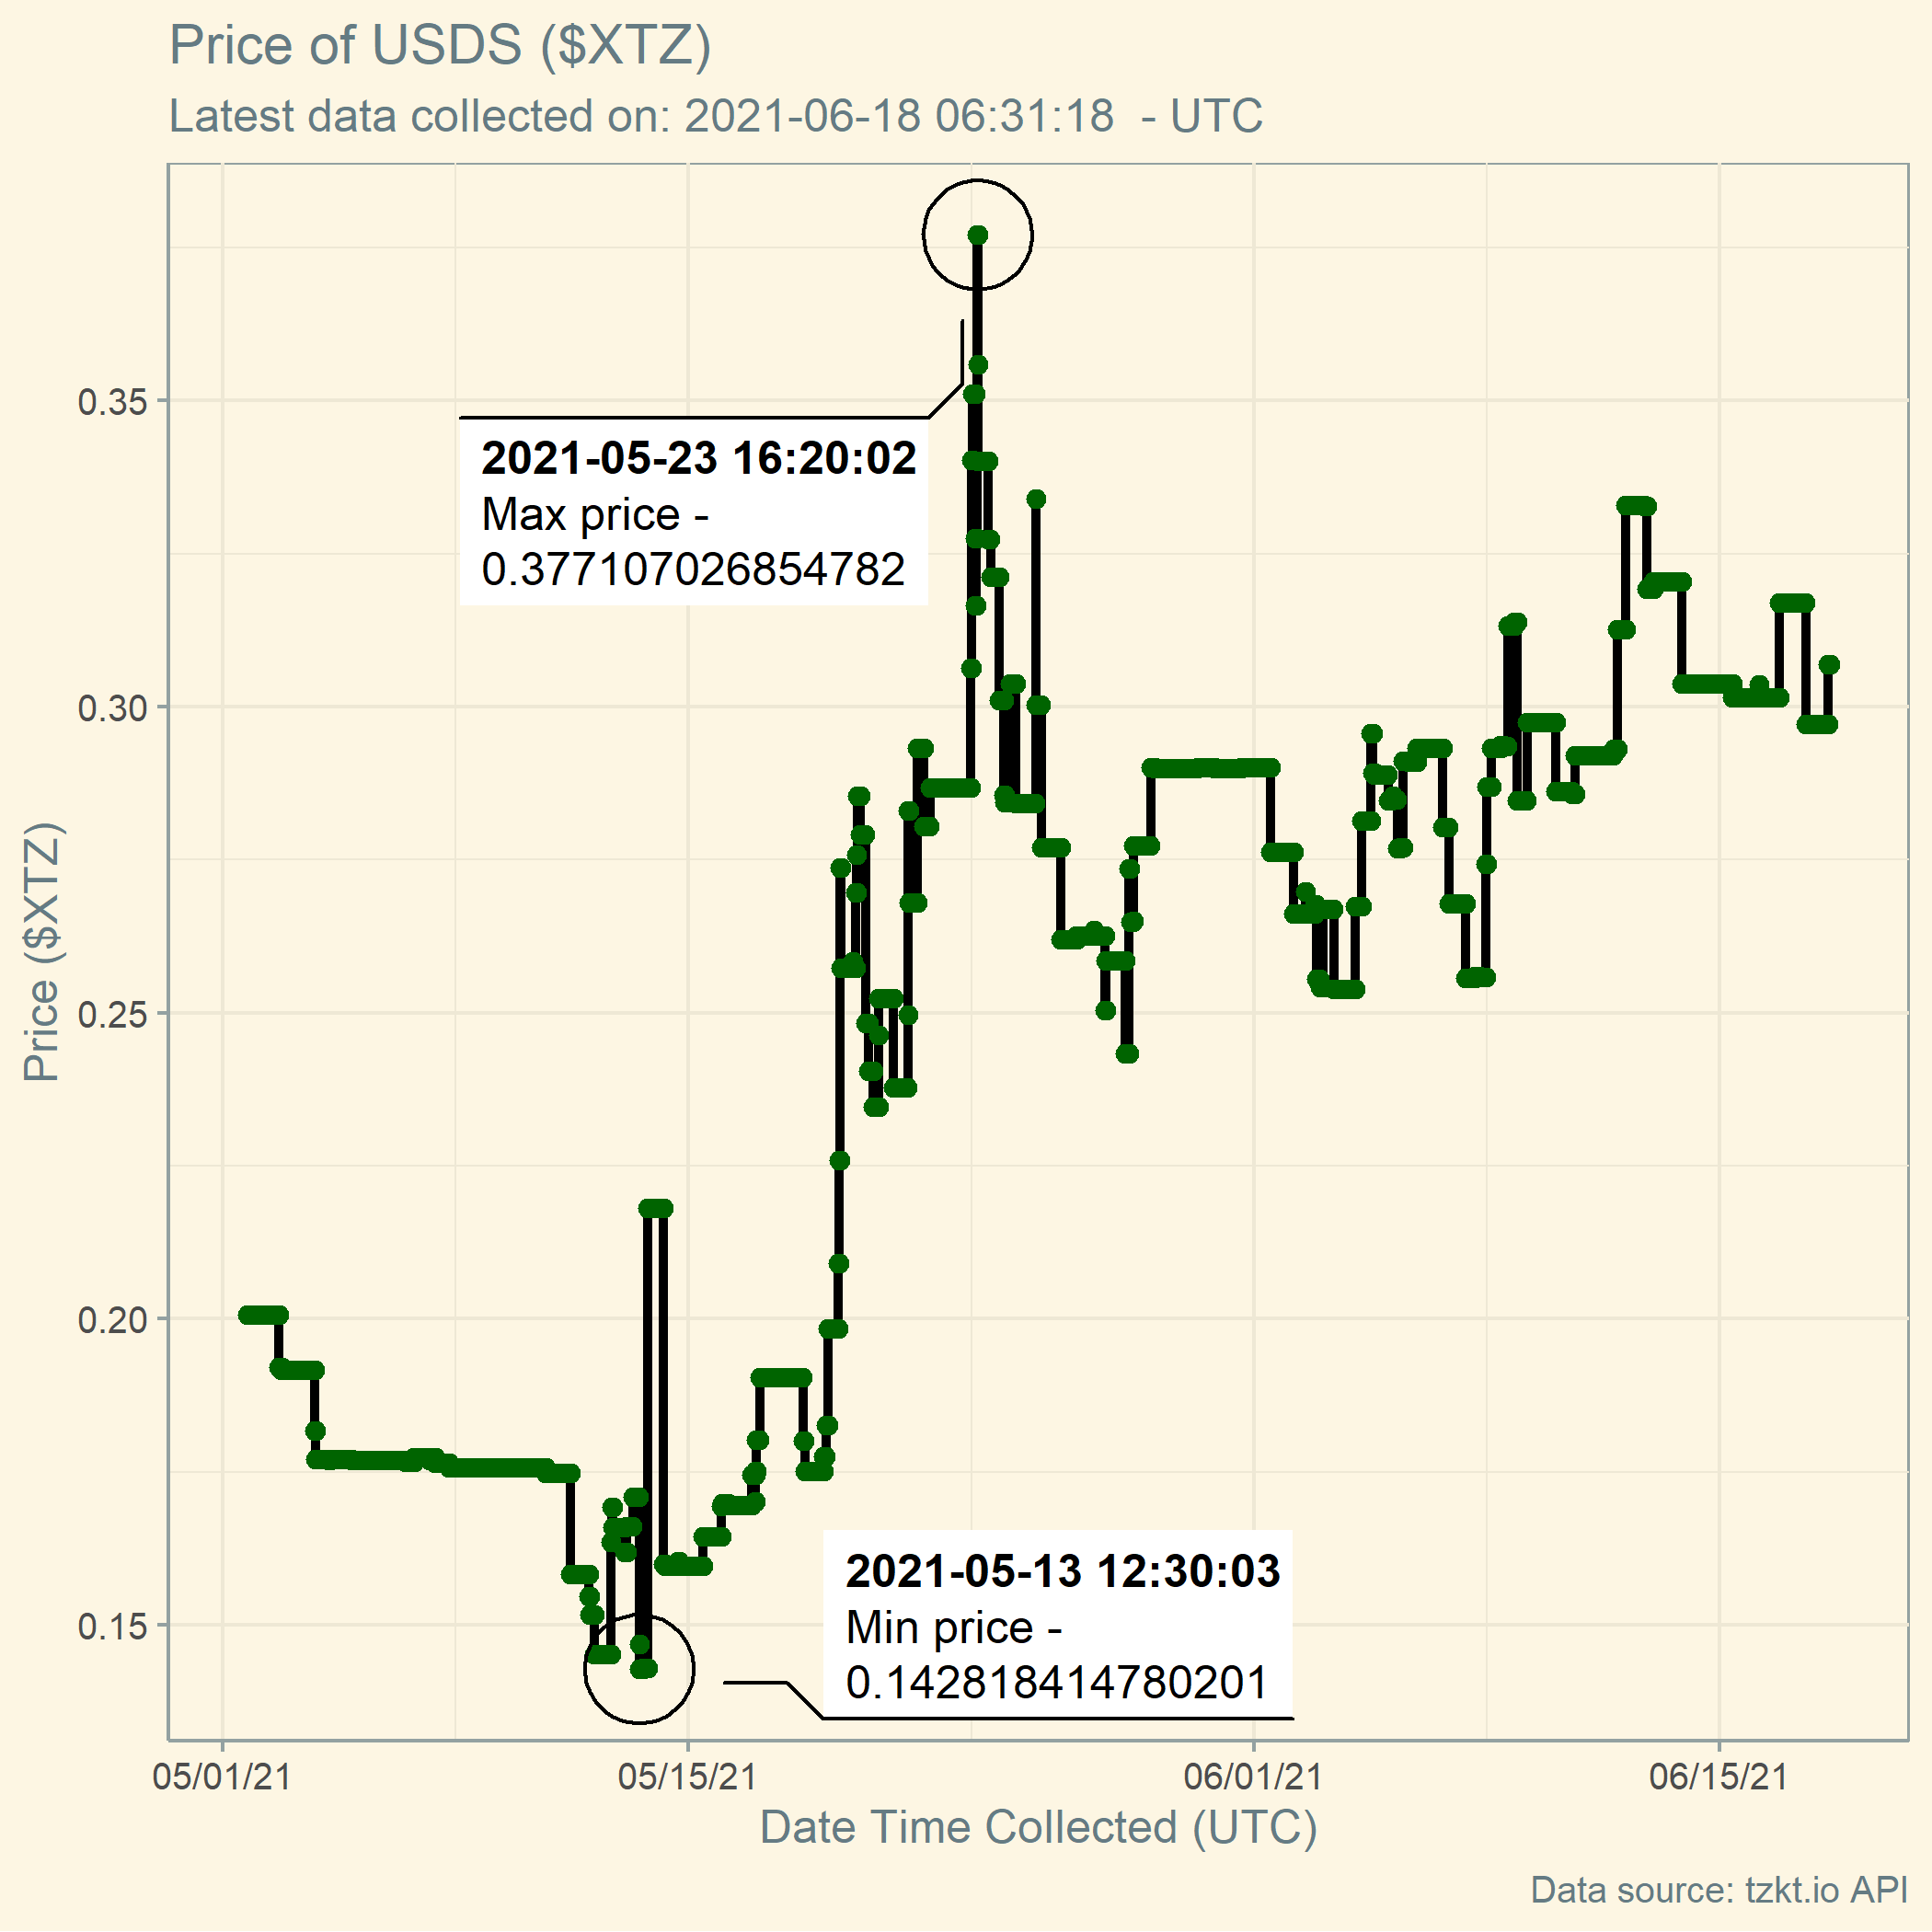 Price of USDS ($XTZ)
Latest data collected on: 2021-06-18 06:31:18  - UTC
2021-05-23 16:20:02
Max price -
0.377107026854782
2021-05-13 12:30:03
Min price -
0.142818414780201
Price ($XTZ)
0.35
0.30
0.25
0.20
0.15
05/01/21
05/15/21
06/01/21
06/15/21
Date Time Collected (UTC)
Data source: tzkt.io API